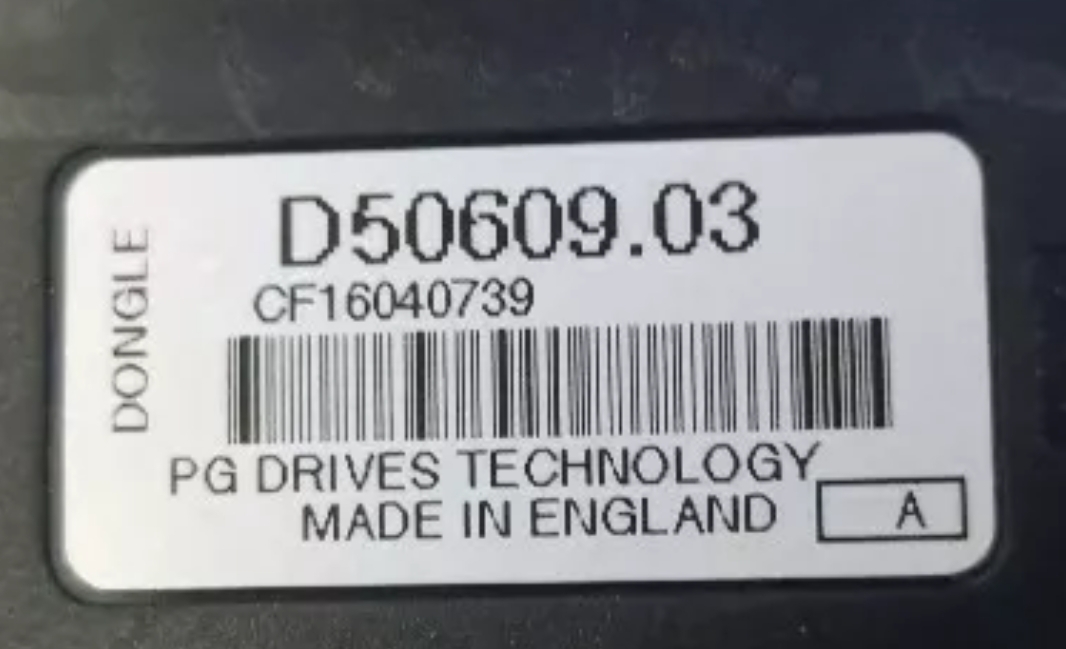 DONGLE
D50609.03
CF16040739
PG DRIVES TECHNOLOGY
MADE IN ENGLAND
A